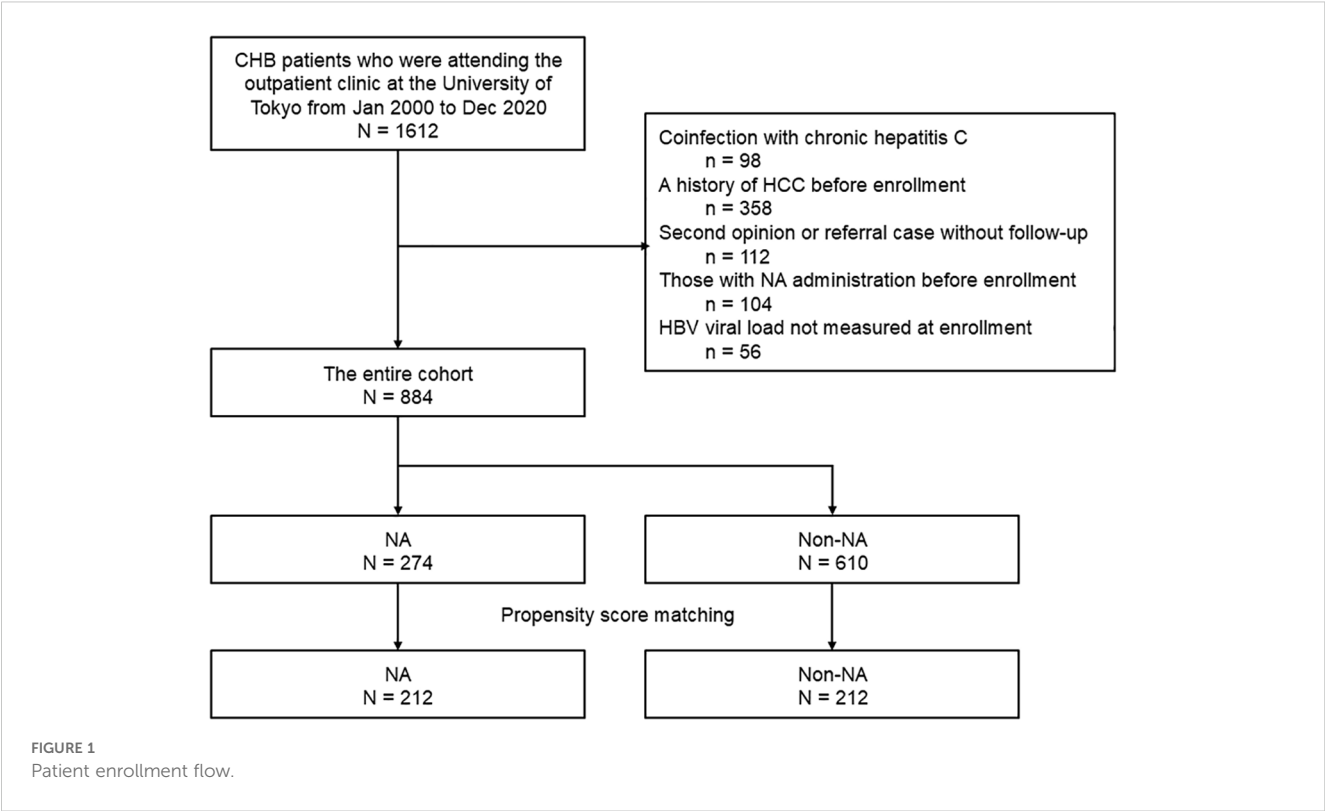 CHB patients who were attending the
outpatient clinic at the University of
Tokyo from Jan 2000 to Dec 2020
N = 1612
Coinfection with chronic hepatitis C
n = 98
A history of HCC before enrollment
n = 358
Second opinion or referral case without follow-up
n = 112
Those with NA administration before enrollment
n = 104
HBV viral load not measured at enrollment
n = 56
The entire cohort
N = 884
NA
N = 274
Non-NA
N = 610
Propensity score matching
NA
N = 212
Non-NA
N = 212
FIGURE 1
Patient enrollment flow.